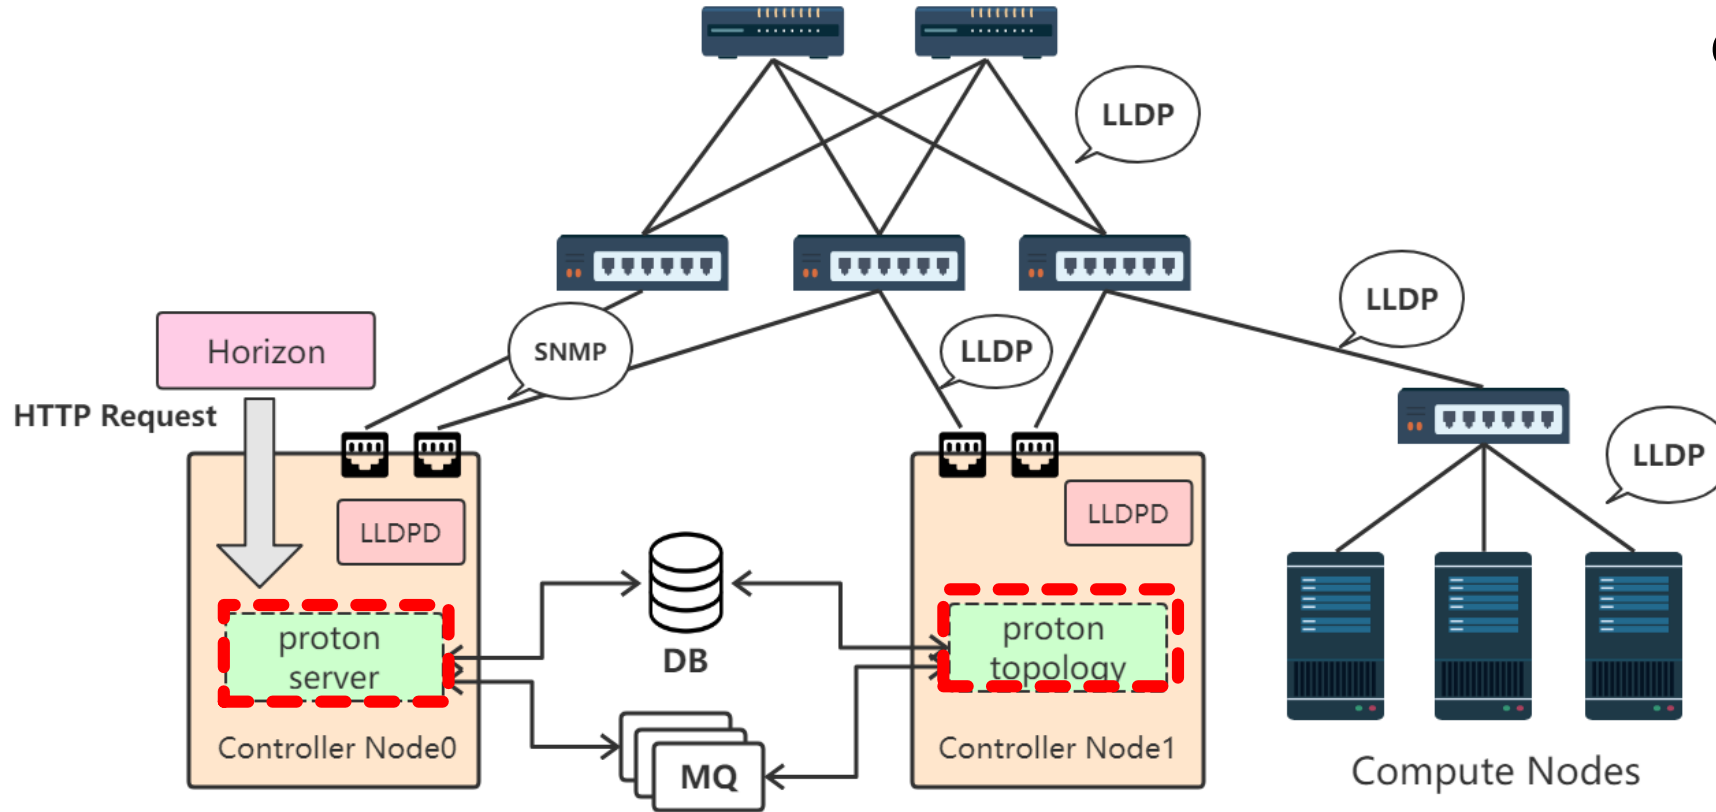 LLDP
LLDP
SNMP
LLDP
Horizon
HTTP Request
LLDP
LLDPD
LLDPD
proton
server
proton
topology
DB
MQ
Controller Node0
Controller Node1
Compute Nodes